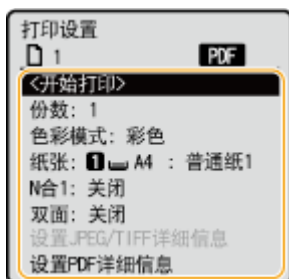 打印设置
1 PDF
<开始打印>
份数: 1
色彩模式: 彩色
纸张: 1 A4 : 普通纸1
N合1: 关闭
双面: 关闭
设置JPEG/TIFF详细信息
设置PDF详细信息